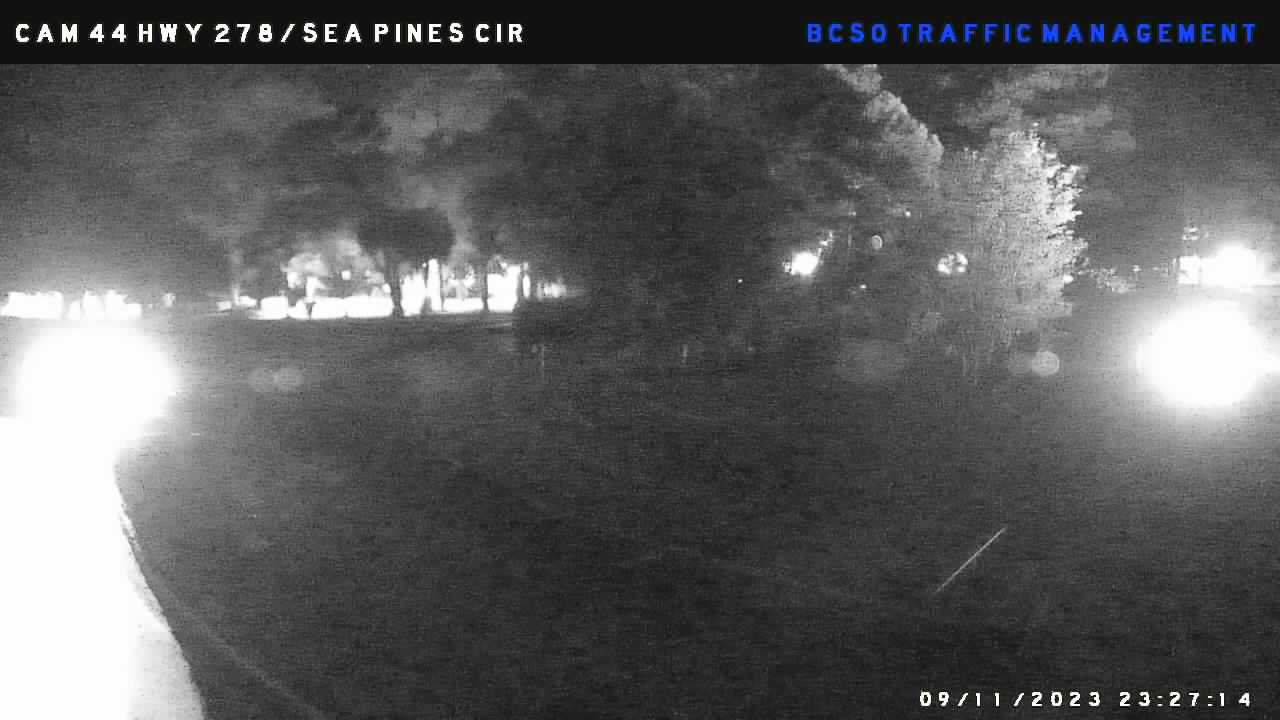 CAM 44 HWY 278/SEA PINES CIR
BCSO TRAFFIC MANAGEMENT
09/11/2023 23:27:14